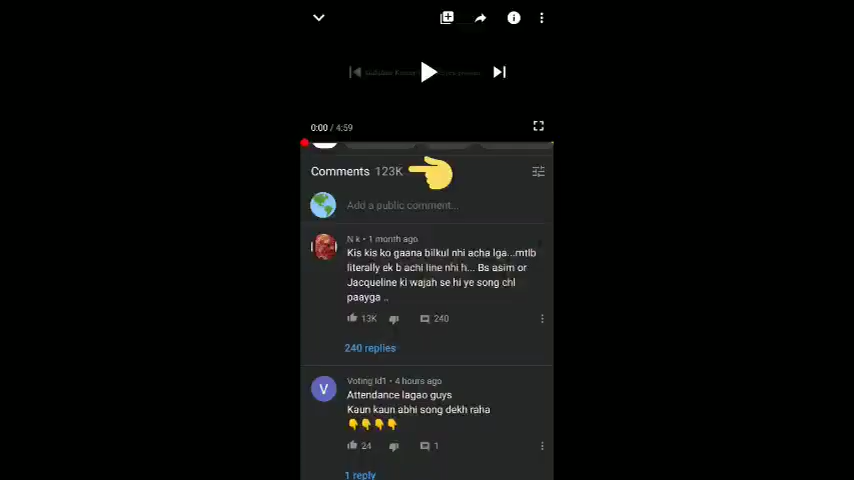 0:00 / 4:59
Comments 123K
Add a public comment...
N k • 1 month ago
Kis kis ko gaana bilkul nhi acha lga...mtlb
literally ek b achi line nhi h... Bs asim or
Jacqueline ki wajah se hi ye song chl
paayga ..
13K 240
240 replies
V
Voting Id1 • 4 hours ago
Attendance lagao guys
Kaun kaun abhi song dekh raha
👇👇👇👇
24 1
1 reply